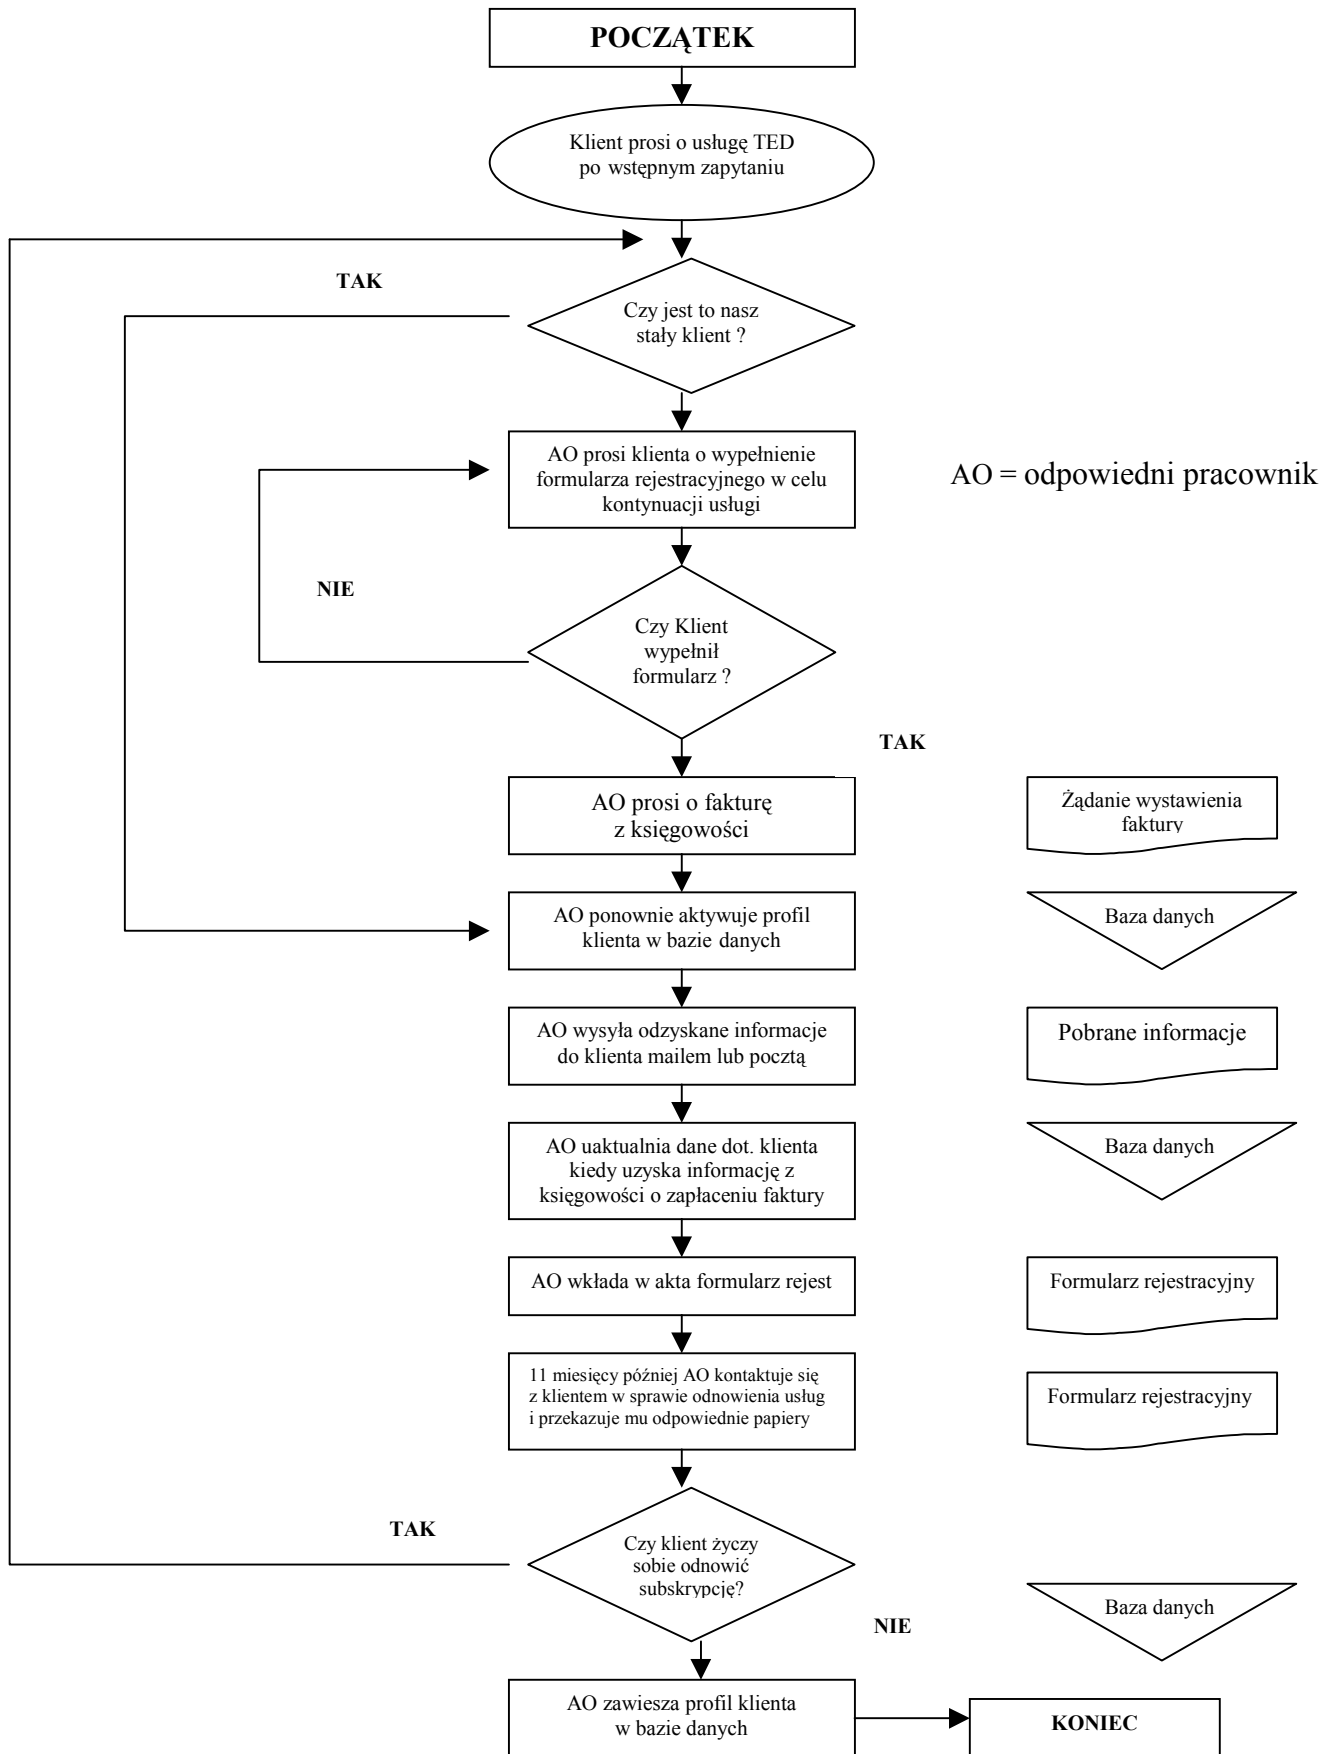 POCZĄTEK
Klient prosi o usługę TED
po wstępnym zapytaniu
TAK
Czy jest to nasz
stały klient ?
AO prosi klienta o wypełnienie
formularza rejestracyjnego w celu
kontynuacji usługi
AO = odpowiedni pracownik
NIE
Czy Klient
wypełnił
formularz ?
TAK
AO prosi o fakturę
z księgowości
Żądanie wystawienia
faktury
AO ponownie aktywuje profil
klienta w bazie danych
Baza danych
AO wysyła odzyskane informacje
do klienta mailem lub pocztą
Pobrane informacje
AO uaktualnia dane dot. klienta
kiedy uzyska informację z
księgowości o zapłaceniu faktury
Baza danych
AO wkłada w akta formularz rejest
Formularz rejestracyjny
11 miesięcy później AO kontaktuje się
z klientem w sprawie odnowienia usług
i przekazuje mu odpowiednie papiery
Formularz rejestracyjny
TAK
Czy klient życzy
sobie odnowić
subskrypcję?
Baza danych
NIE
AO zawiesza profil klienta
w bazie danych
KONIEC